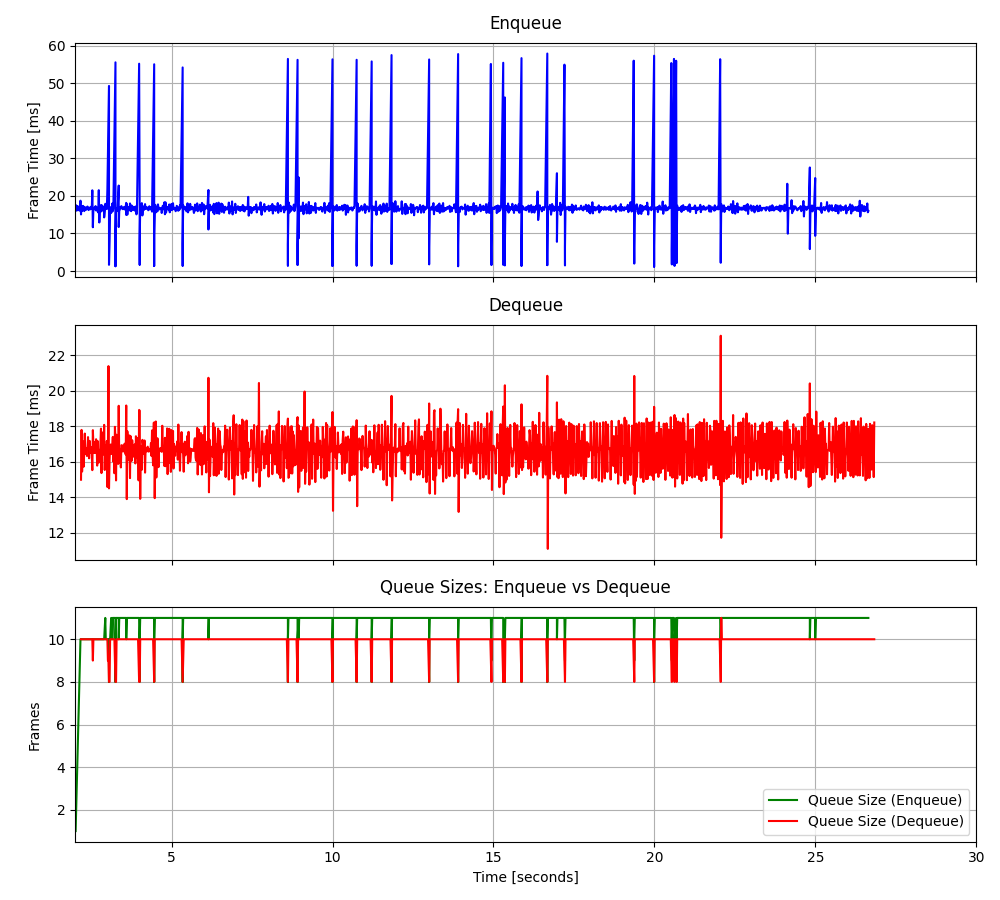 Enqueue
Frame Time [ms]
60
50
40
30
20
10
0
Dequeue
Frame Time [ms]
22
20
18
16
14
12
Queue Sizes: Enqueue vs Dequeue
Frames
10
8
6
4
2
Queue Size (Enqueue)
Queue Size (Dequeue)
5 10 15 20 25 30
Time [seconds]